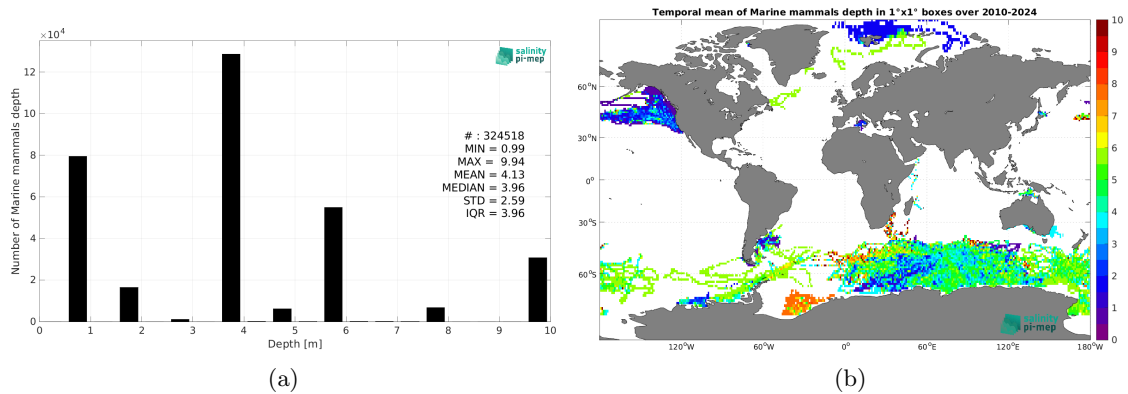 ×10⁴
salinity
pi-mep
12
10
8
6
4
2
0
Number of Marine mammals depth
# : 324518
MIN = 0.99
MAX = 9.94
MEAN = 4.13
MEDIAN = 3.96
STD = 2.59
IQR = 3.96
0 1 2 3 4 5 6 7 8 9 10
Depth [m]
(a)
Temporal mean of Marine mammals depth in 1°x1° boxes over 2010-2024
60°N
30°N
0°
30°S
60°S
120°W 60°W 0° 60°E 120°E 180°W
salinity
pi-mep
10
9
8
7
6
5
4
3
2
1
0
(b)